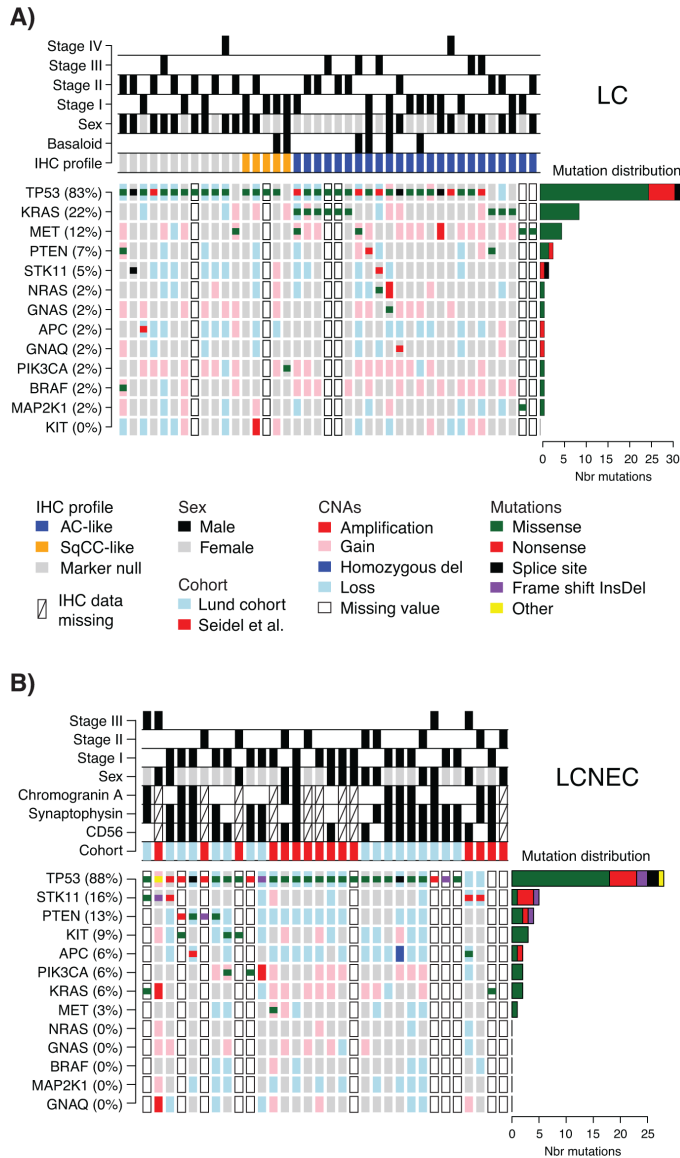 A)
Stage IV
Stage III
Stage II
Stage I
Sex
Basaloid
IHC profile
LC
Mutation distribution
TP53 (83%)
KRAS (22%)
MET (12%)
PTEN (7%)
STK11 (5%)
NRAS (2%)
GNAS (2%)
APC (2%)
GNAQ (2%)
PIK3CA (2%)
BRAF (2%)
MAP2K1 (2%)
KIT (0%)
0 5 10 15 20 25 30
Nbr mutations
IHC profile
AC-like
SqCC-like
Marker null
IHC data
missing
Sex
Male
Female
Cohort
Lund cohort
Seidel et al.
CNAs
Amplification
Gain
Homozygous del
Loss
Missing value
Mutations
Missense
Nonsense
Splice site
Frame shift InsDel
Other
B)
Stage III
Stage II
Stage I
Sex
Chromogranin A
Synaptophysin
CD56
Cohort
LCNEC
Mutation distribution
TP53 (88%)
STK11 (16%)
PTEN (13%)
KIT (9%)
APC (6%)
PIK3CA (6%)
KRAS (6%)
MET (3%)
NRAS (0%)
GNAS (0%)
BRAF (0%)
MAP2K1 (0%)
GNAQ (0%)
0 5 10 15 20 25
Nbr mutations